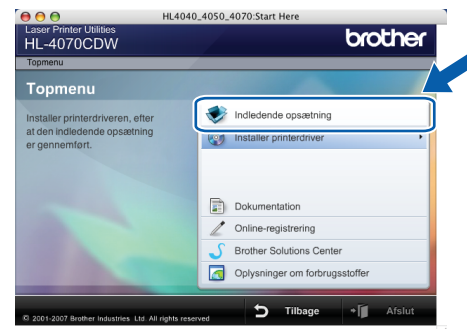 HL4040_4050_4070:Start Here
Laser Printer Utilities
HL-4070CDW
brother
Topmenu
Topmenu
Installer printerdriveren, efter
at den indledende opsætning
er gennemført.
Indledende opsætning
Installer printerdriver
Dokumentation
Online-registrering
Brother Solutions Center
Oplysninger om forbrugsstoffer
© 2001-2007 Brother Industries Ltd. All rights reserved
Tilbage
Afslut